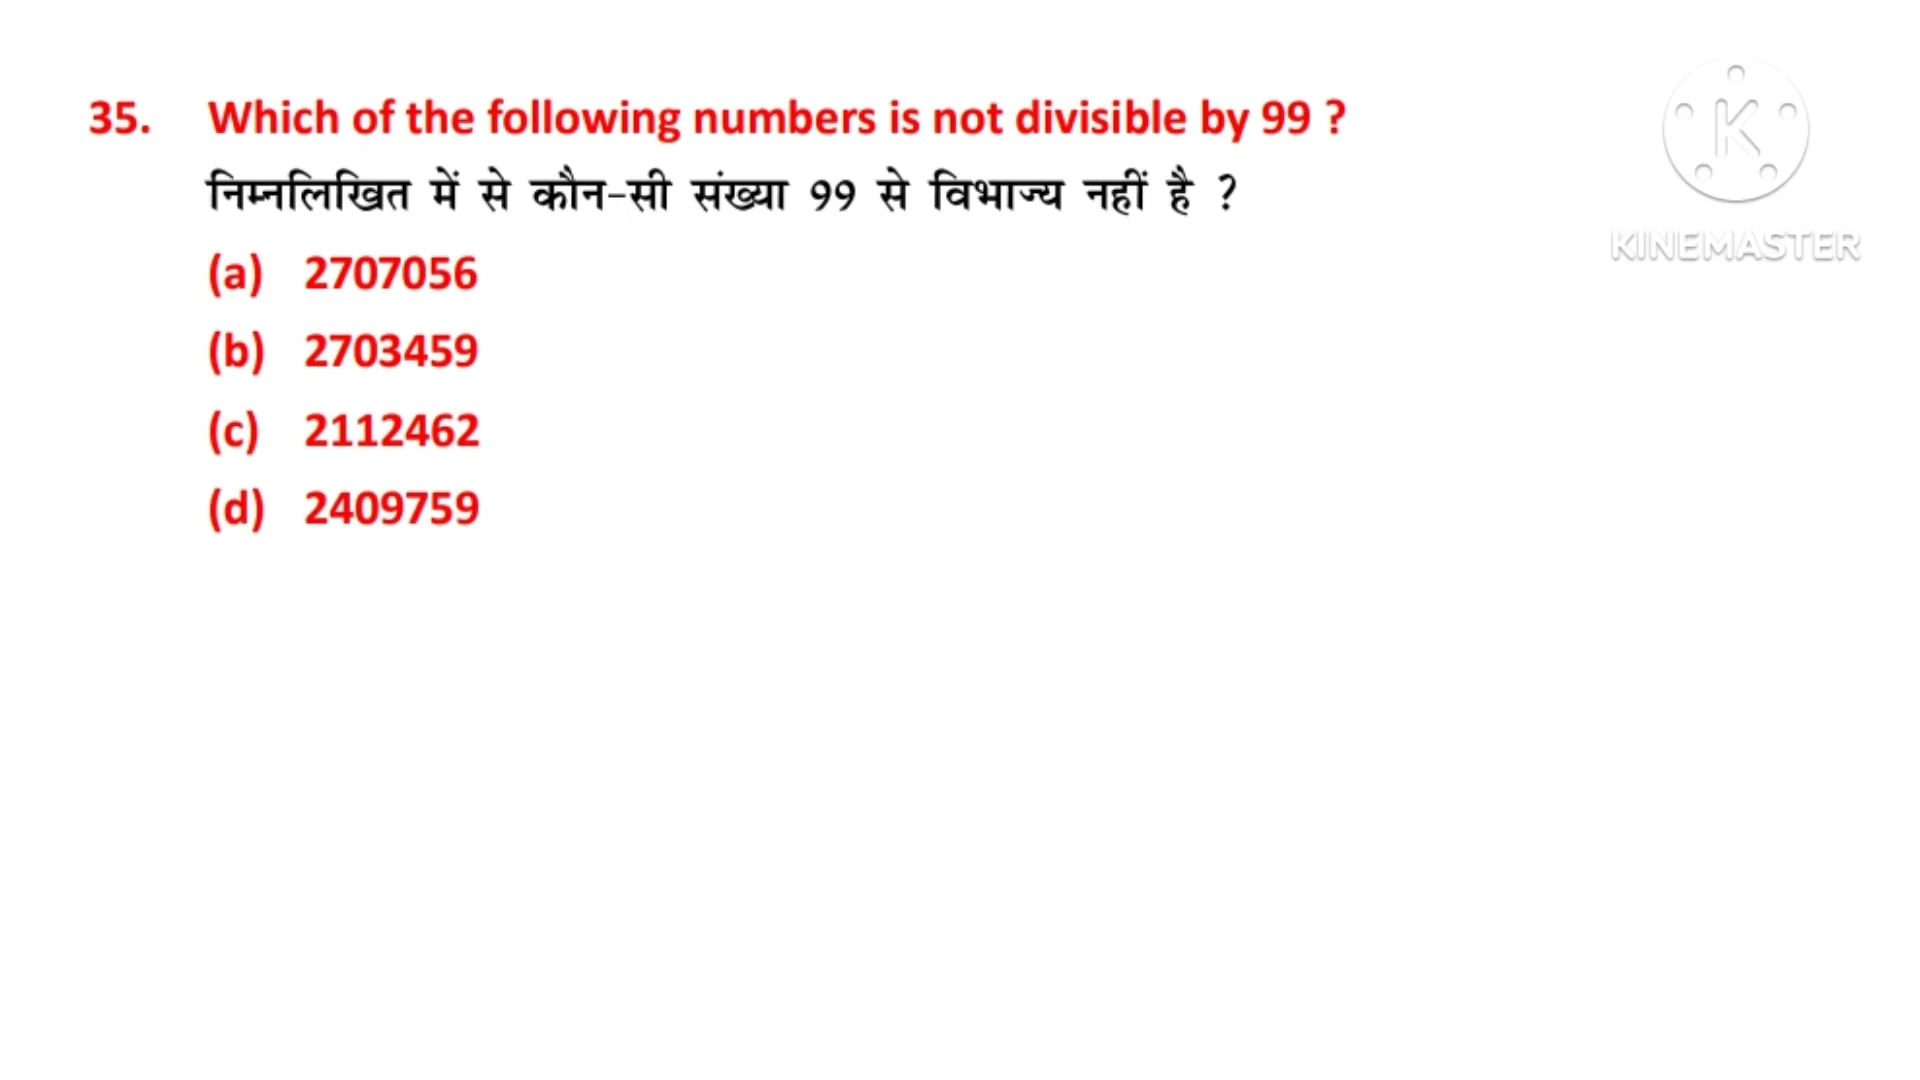 35. Which of the following numbers is not divisible by 99 ?
निम्नलिखित में से कौन-सी संख्या 99 से विभाज्य नहीं है ?
(a) 2707056
(b) 2703459
(c) 2112462
(d) 2409759
K
KINEMASTER